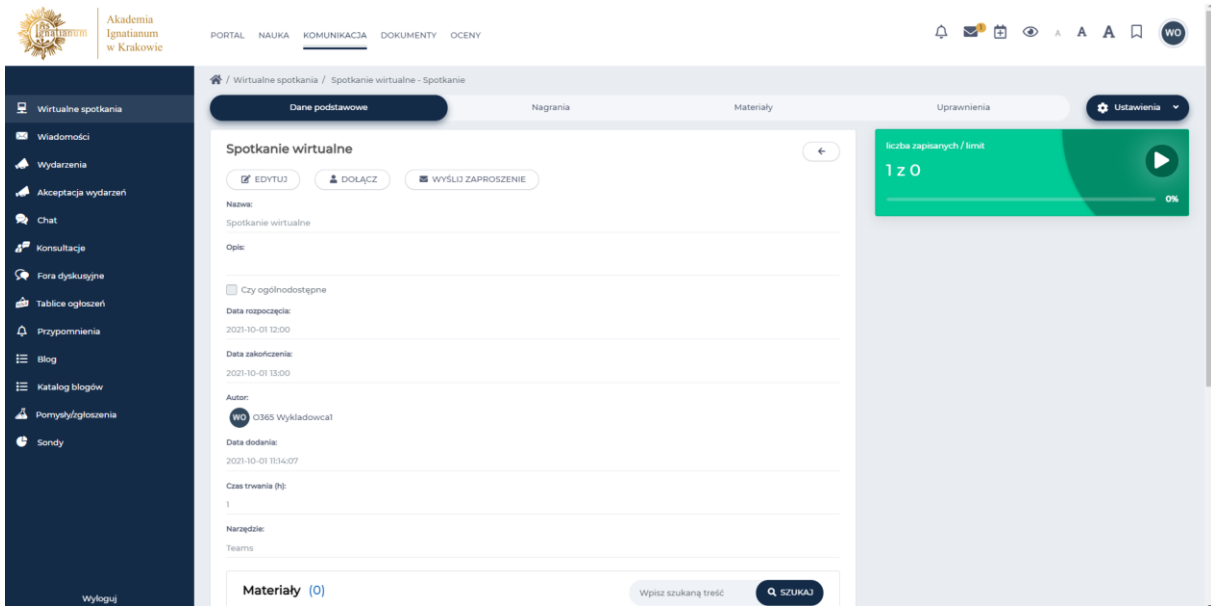 Ignatianum
Akademia
Ignatianum
w Krakowie
PORTAL NAUKA KOMUNIKACJA DOKUMENTY OCENY
1
A A A
WO
/ Wirtualne spotkania / Spotkanie wirtualne - Spotkanie
Wirtualne spotkania
Wiadomości
Wydarzenia
Akceptacja wydarzeń
Chat
Konsultacje
Fora dyskusyjne
Tablice ogłoszeń
Przypomnienia
Blog
Katalog blogów
Pomysły/zgłoszenia
Sondy
Wyloguj
Dane podstawowe Nagrania Materiały Uprawnienia Ustawienia
Spotkanie wirtualne
EDYTUJ DOŁĄCZ WYŚLIJ ZAPROSZENIE
Nazwa:
Spotkanie wirtualne
Opis:
Czy ogólnodostępne
Data rozpoczęcia:
2021-10-01 12:00
Data zakończenia:
2021-10-01 13:00
Autor:
WO O365 Wykladowca1
Data dodania:
2021-10-01 11:14:07
Czas trwania (h):
1
Narzędzie:
Teams
Materiały (0) Wpisz szukaną treść SZUKAJ
liczba zapisanych / limit
1 z 0
0%